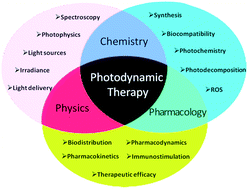 ➤Spectroscopy
➤Photophysics
➤Light sources
➤Irradiance
➤Light delivery
Chemistry
➤Synthesis
➤Biocompatibility
➤Photochemistry
➤Photodecomposition
➤ROS
Photodynamic
Therapy
Physics
Pharmacology
➤Biodistribution
➤Pharmacodynamics
➤Pharmacokinetics
➤Immunostimulation
➤Therapeutic efficacy